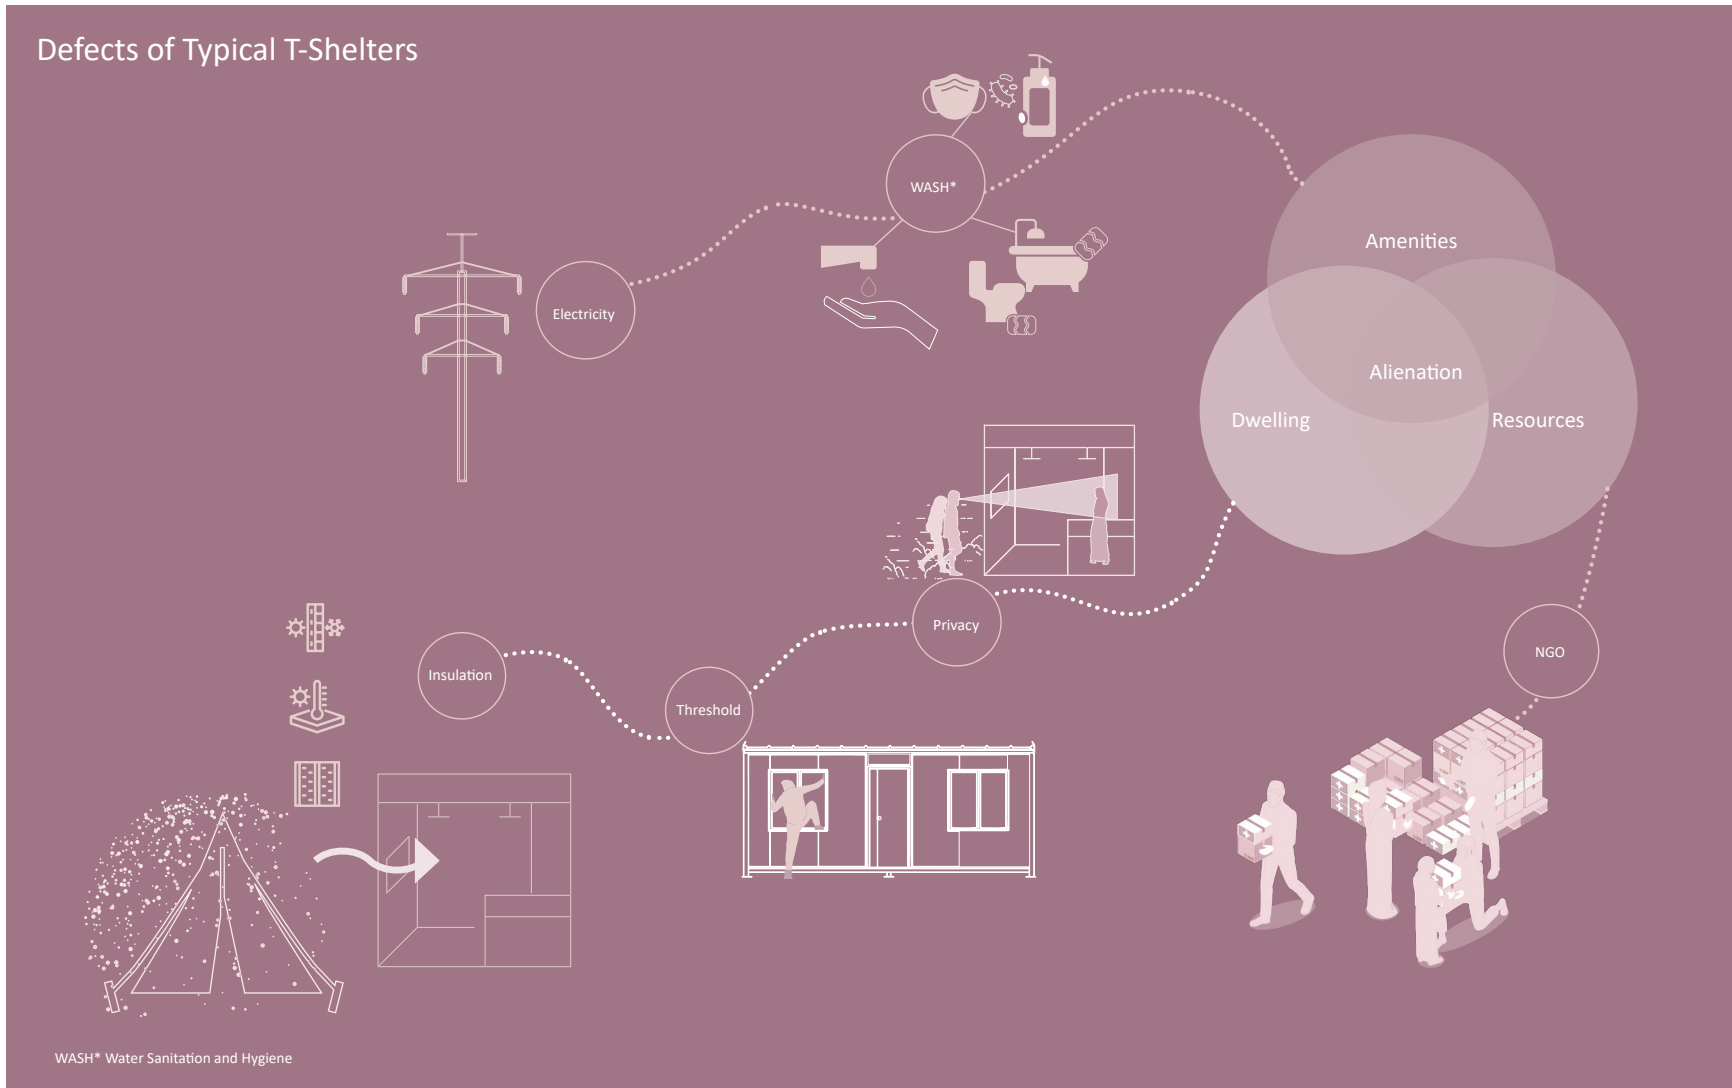 Defects of Typical T-Shelters
WASH*
Electricity
Amenities
Alienation
Dwelling
Resources
Privacy
Insulation
Threshold
NGO
WASH* Water Sanitation and Hygiene